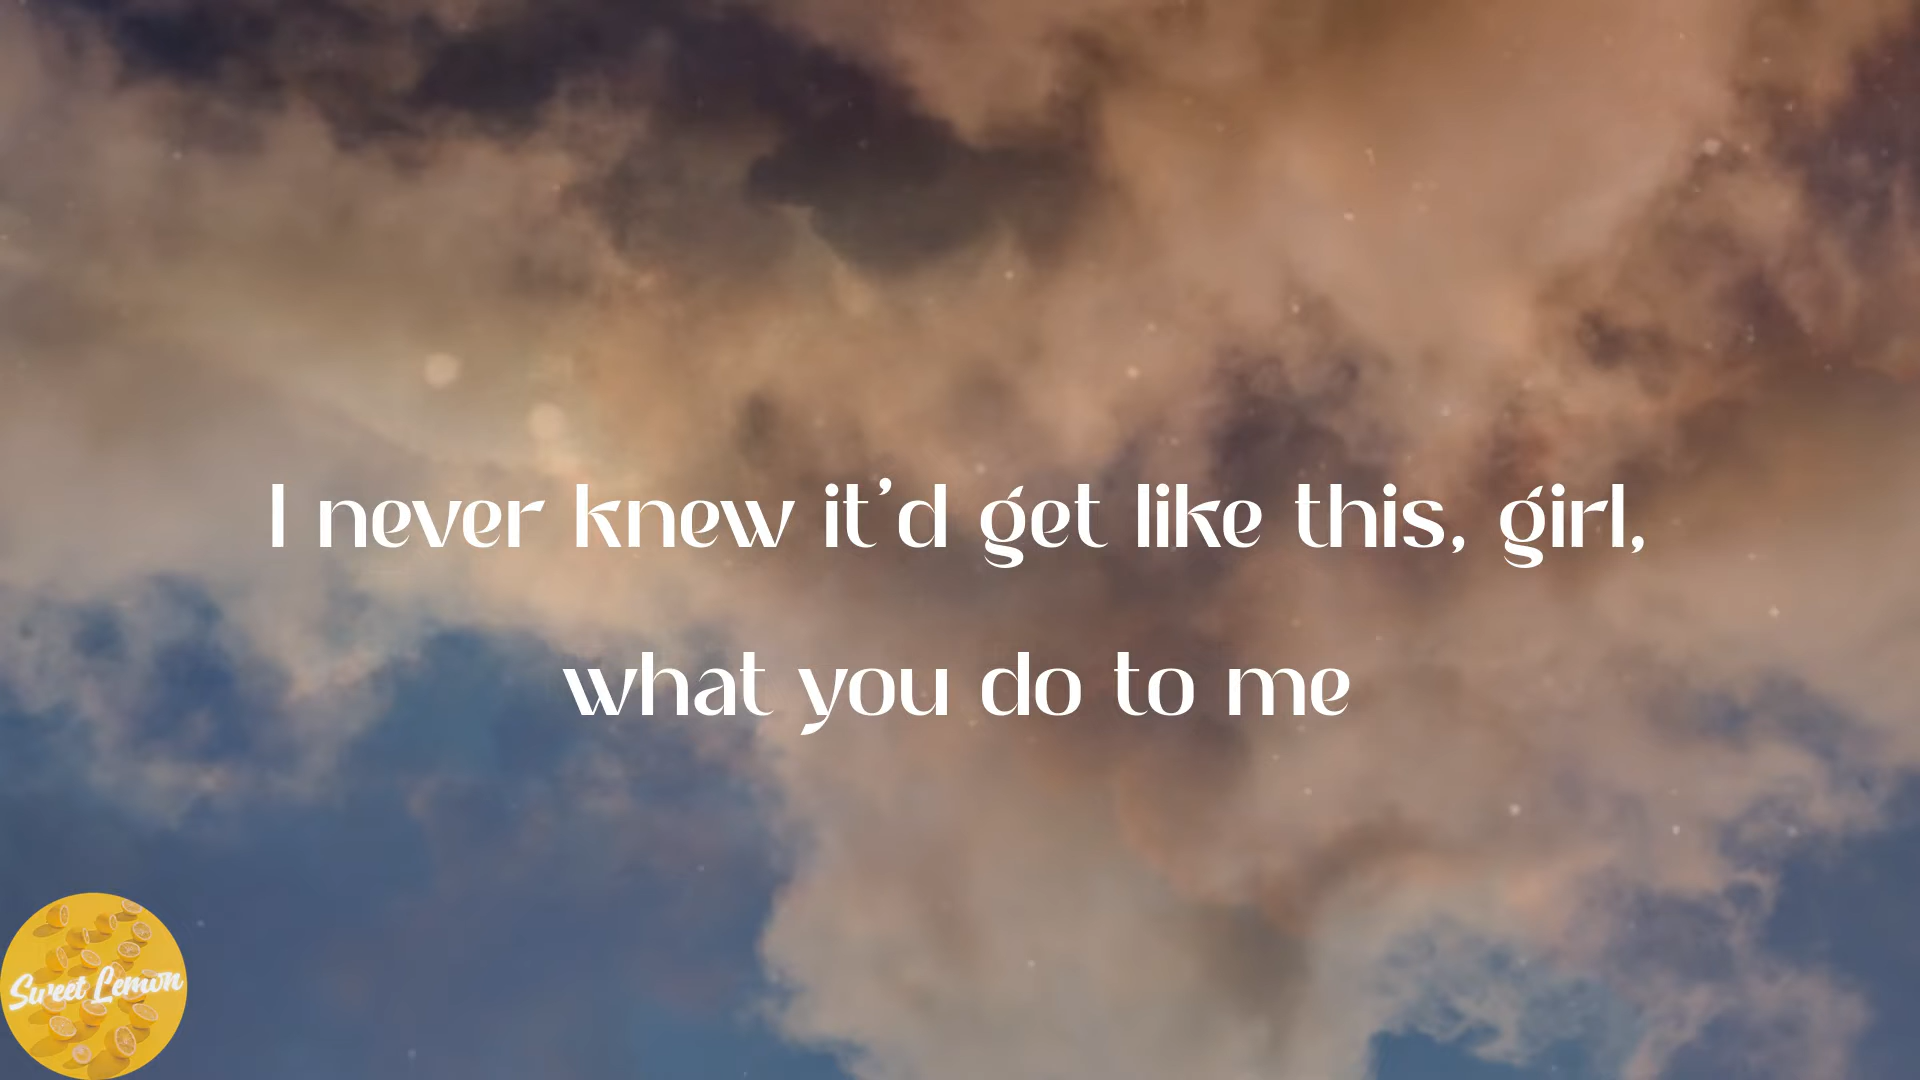 I never knew it’d get like this, girl,
what you do to me
Sweet Lemon